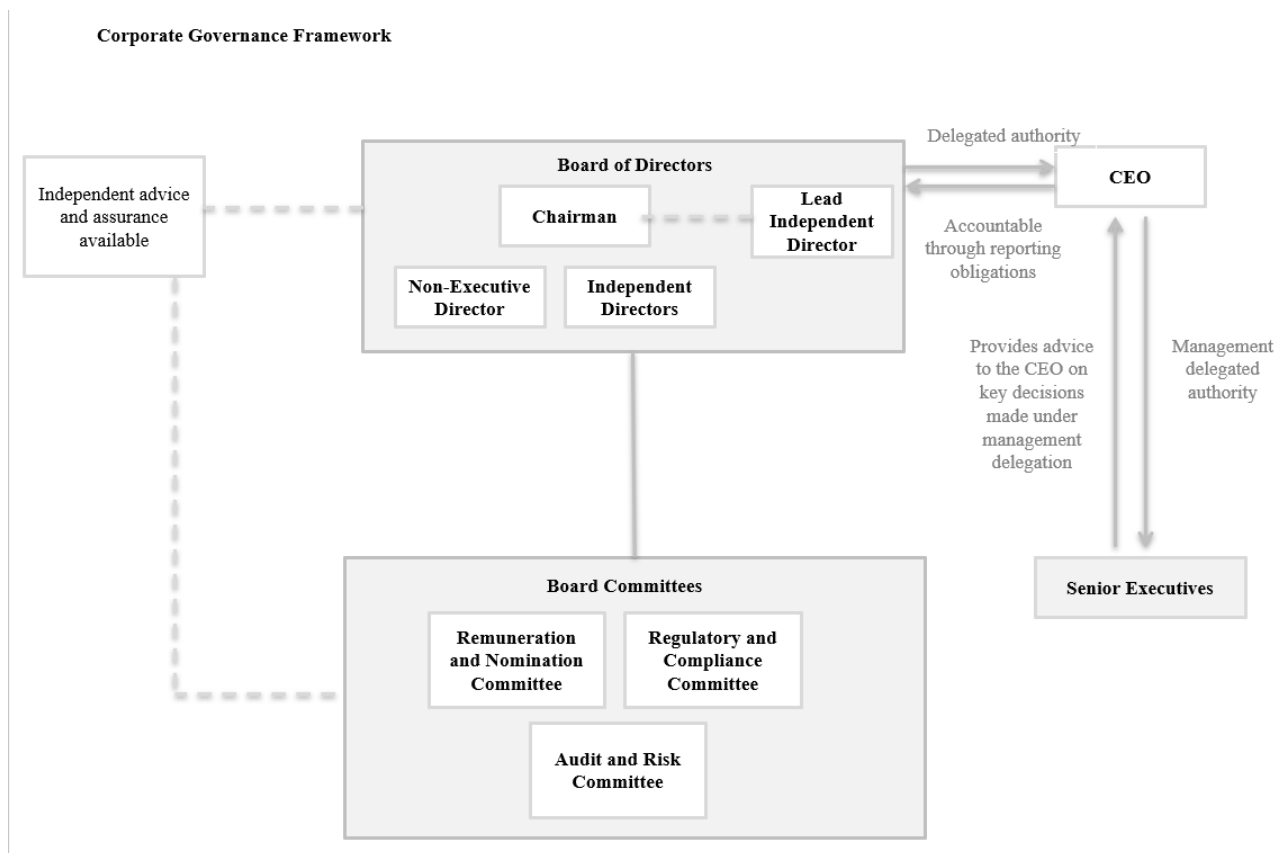 Corporate Governance Framework
Independent advice
and assurance
available
Board of Directors
Chairman
Lead
Independent
Director
Non-Executive
Director
Independent
Directors
Delegated authority
CEO
Accountable
through reporting
obligations
Provides advice
to the CEO on
key decisions
made under
management
delegation
Management
delegated
authority
Senior Executives
Board Committees
Remuneration
and Nomination
Committee
Regulatory and
Compliance
Committee
Audit and Risk
Committee